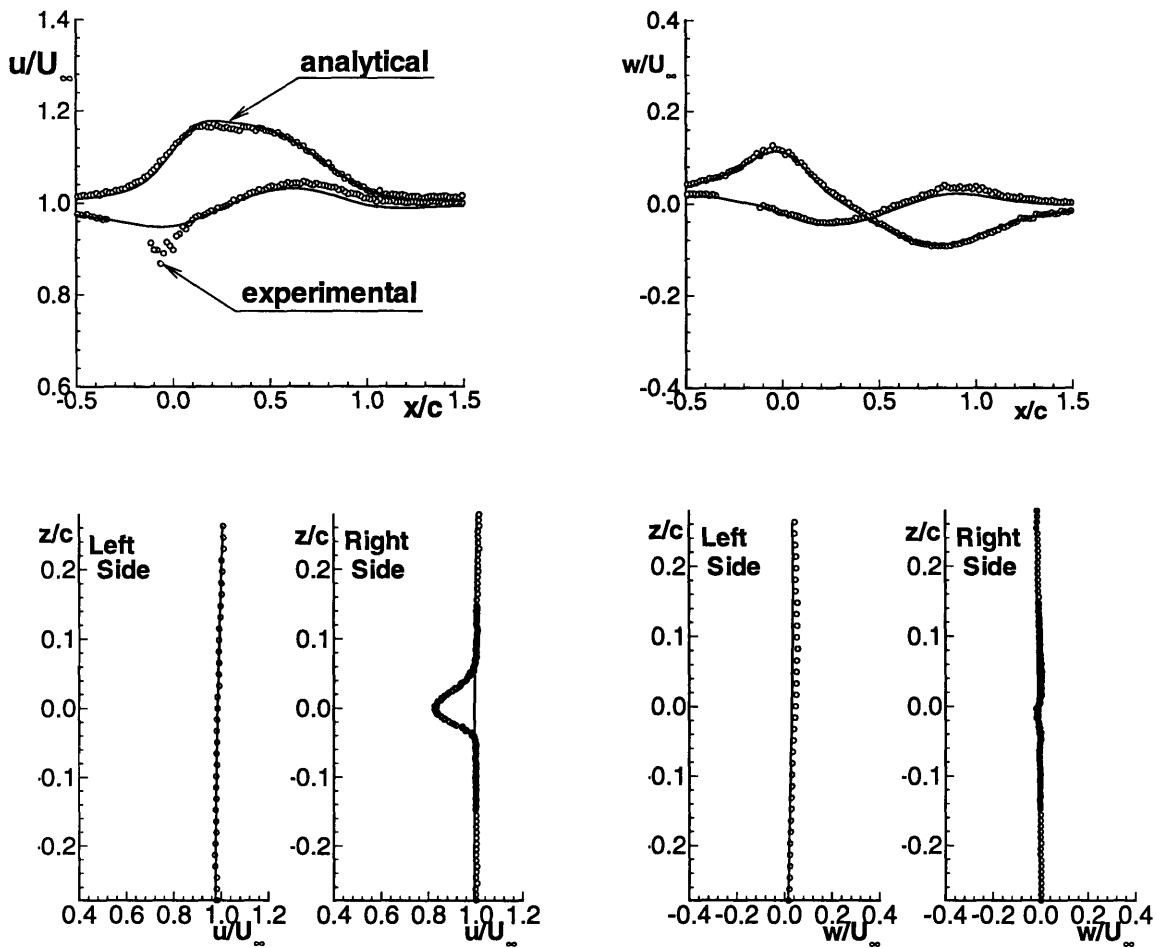 1.4
u/U∞
analytical
1.2
1.0
0.8
experimental
0.6
-0.5 0.0 0.5 1.0 1.5
x/c
0.4
w/U∞
0.2
0.0
-0.2
-0.4
-0.5 0.0 0.5 1.0 1.5
x/c
z/c
Left
Side
0.2
0.1
0.0
-0.1
-0.2
0.4 0.6 0.8 1.0 1.2
u/U∞
z/c
Right
Side
0.2
0.1
0.0
-0.1
-0.2
0.4 0.6 0.8 1.0 1.2
u/U∞
z/c
Left
Side
0.2
0.1
0.0
-0.1
-0.2
-0.4 -0.2 0.0 0.2 0.4
w/U∞
z/c
Right
Side
0.2
0.1
0.0
-0.1
-0.2
-0.4 -0.2 0.0 0.2 0.4
w/U∞